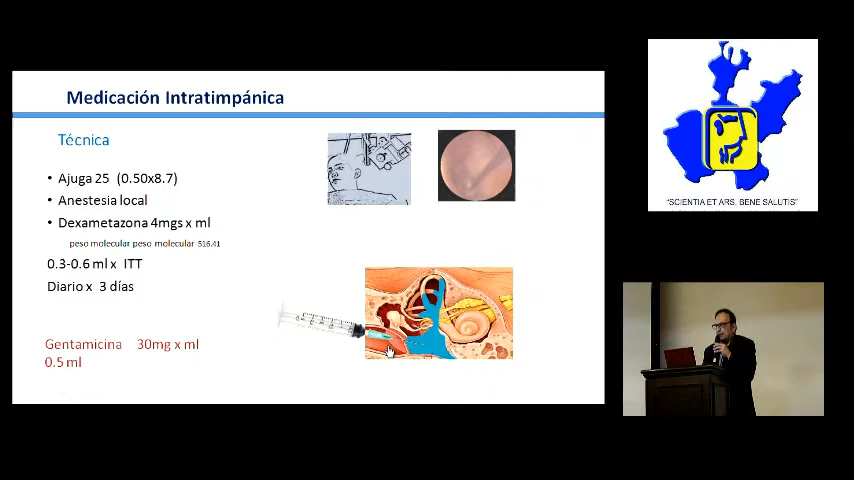 Medicación Intratimpánica
Técnica
• Ajuga 25 (0.50x8.7)
• Anestesia local
• Dexametazona 4mgs x ml
peso molecular peso molecular 516.41
0.3-0.6 ml x ITT
Diario x 3 días
Gentamicina 30mg x ml
0.5 ml
"SCIENTIA ET ARS, BENE SALUTIS"